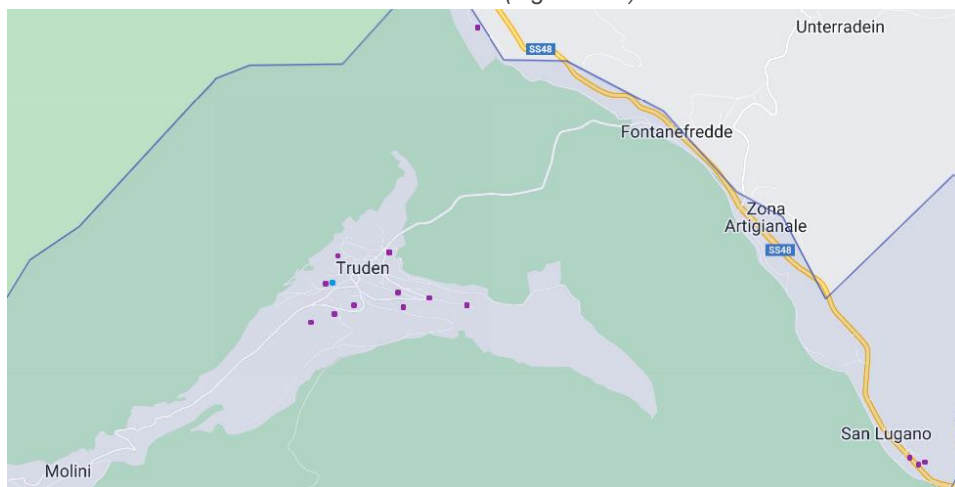 SS48
Unterradein
Fontanefredde
Zona
Artigianale
SS48
Truden
San Lugano
Molini